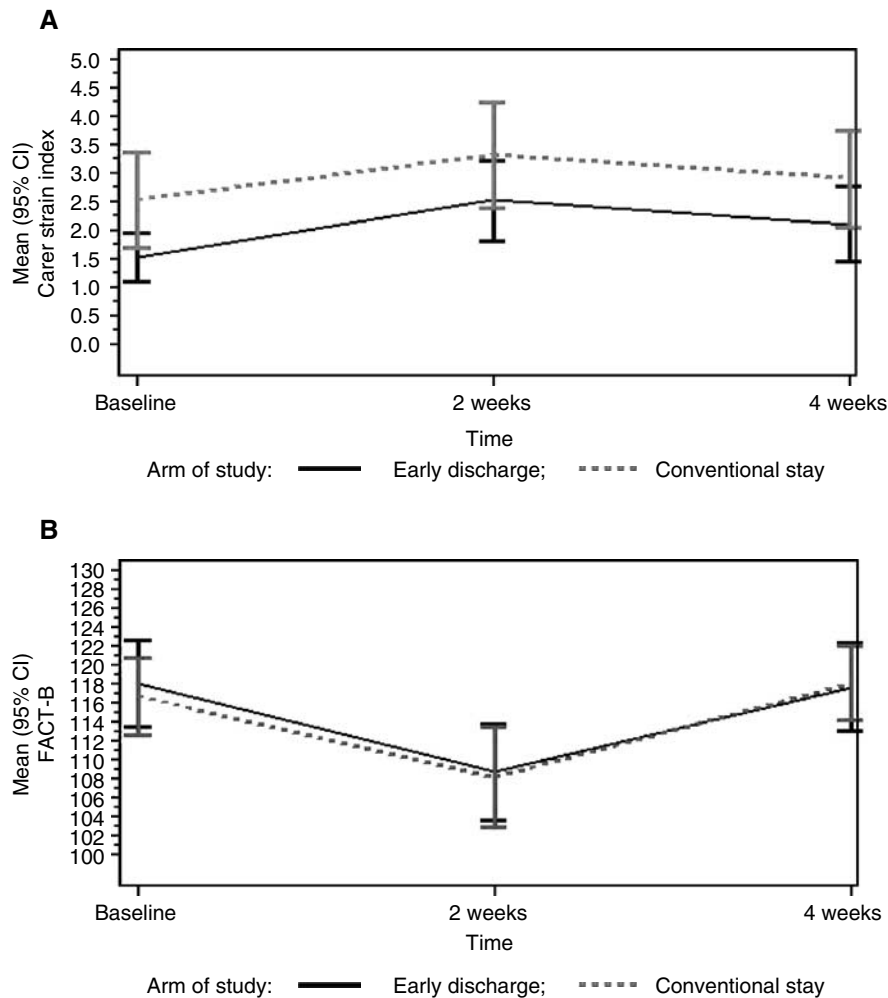 A
Mean (95% CI)
Carer strain index
5.0
4.5
4.0
3.5
3.0
2.5
2.0
1.5
1.0
0.5
0.0
Baseline
2 weeks
4 weeks
Time
Arm of study: Early discharge; Conventional stay
B
Mean (95% CI)
FACT-B
130
128
126
124
122
120
118
116
114
112
110
108
106
104
102
100
Baseline
2 weeks
4 weeks
Time
Arm of study: Early discharge; Conventional stay